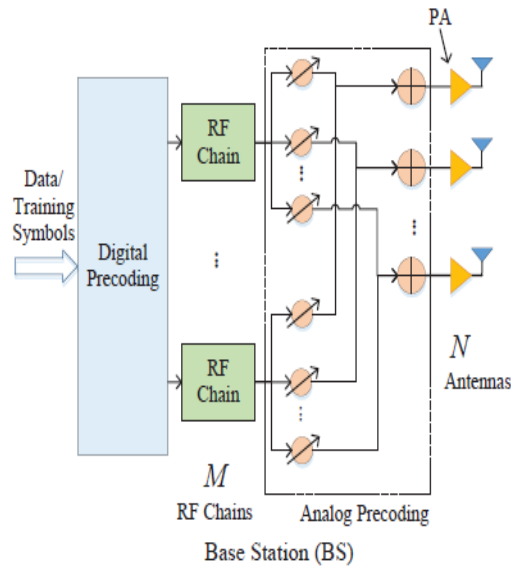 PA
RF
Chain
Data/
Training
Symbols
Digital
Precoding
RF
Chain
N
Antennas
M
RF Chains
Analog Precoding
Base Station (BS)